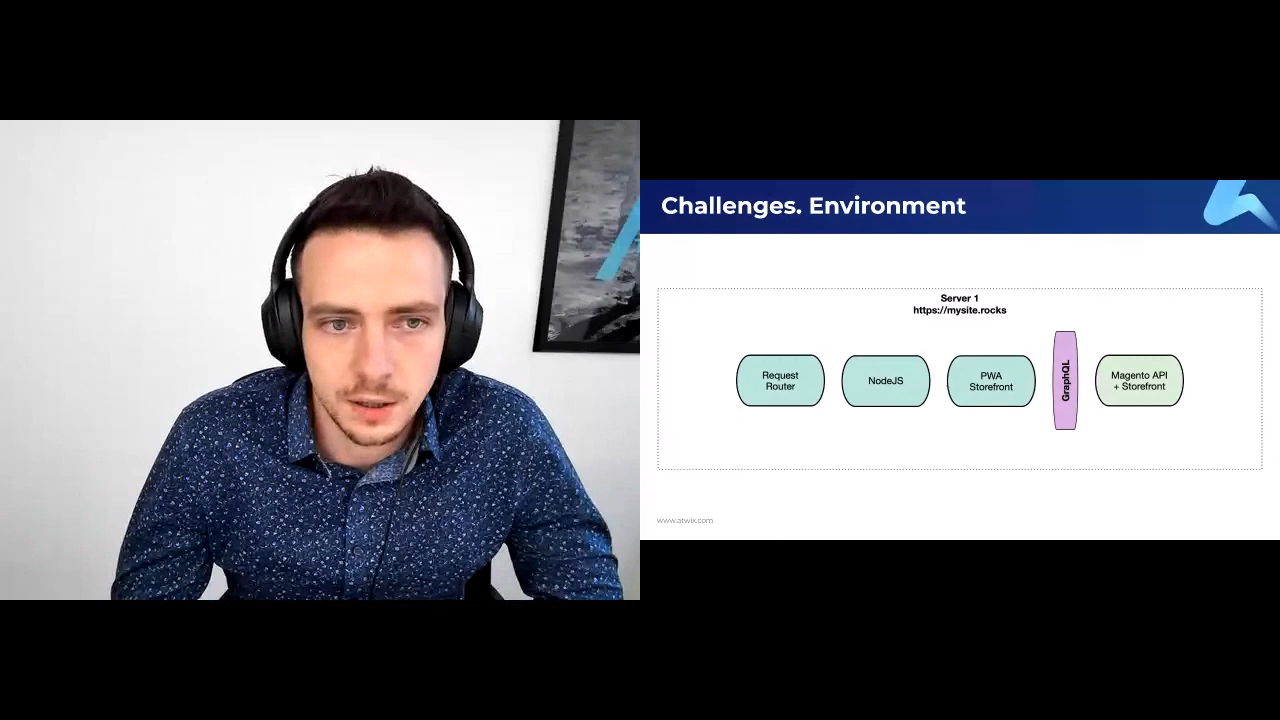 Challenges. Environment
Server 1
https://mysite.rocks
Request
Router
NodeJS
PWA
Storefront
GraphQL
Magento API
+ Storefront
www.atwix.com